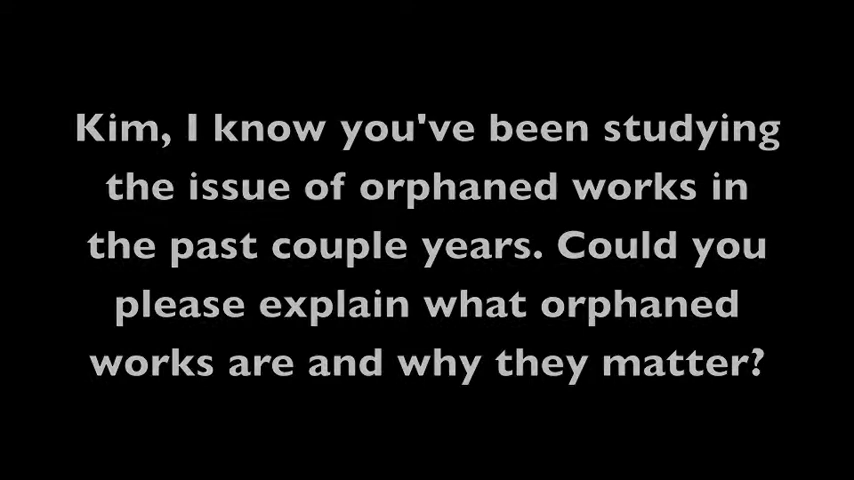 Kim, I know you've been studying
the issue of orphaned works in
the past couple years. Could you
please explain what orphaned
works are and why they matter?